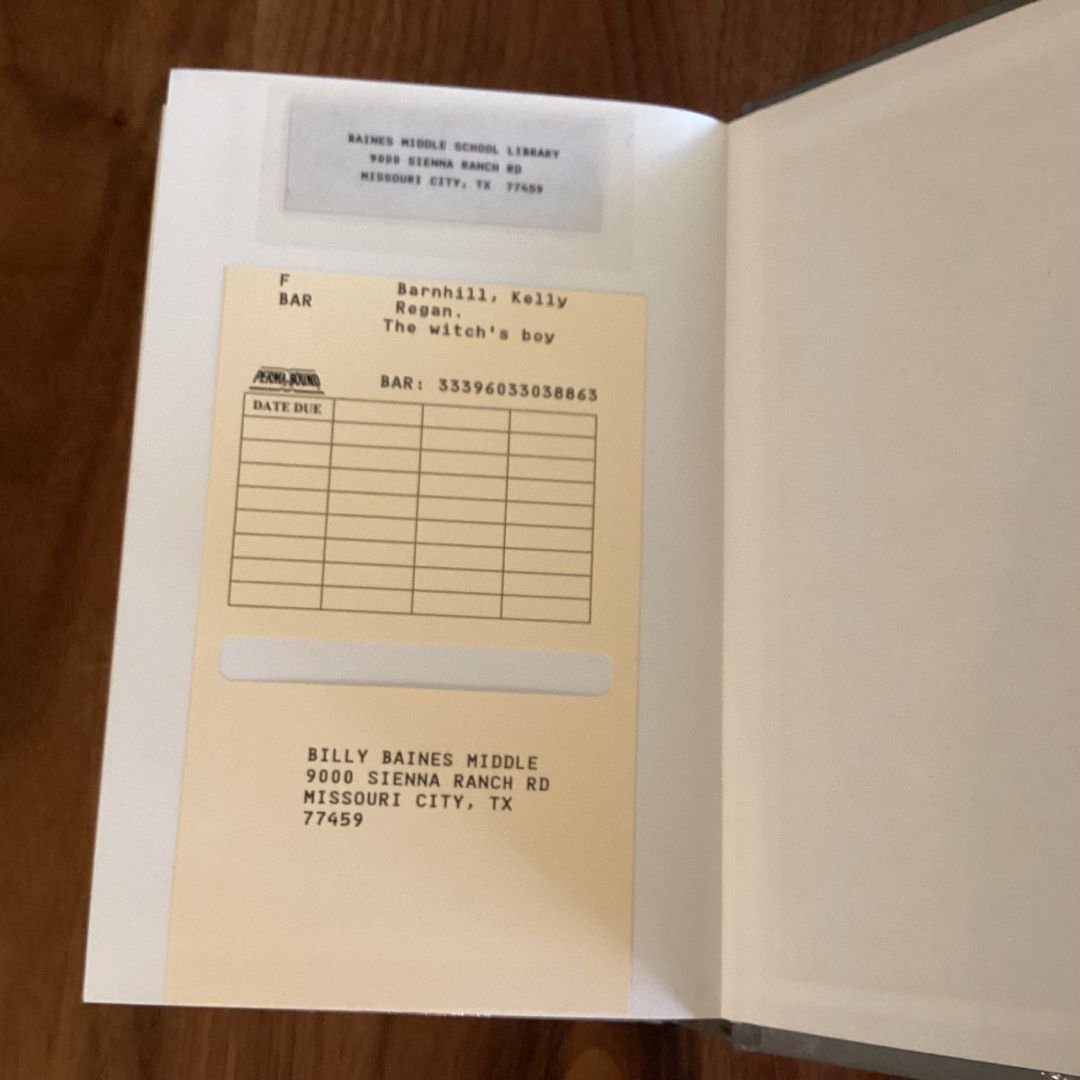 BAINES MIDDLE SCHOOL LIBRARY
9000 SIENNA RANCH RD
MISSOURI CITY, TX 77459
F
BAR
Barnhill, Kelly
Regan.
The witch's boy
PERMA-BOUND
BAR: 33396033038863
DATE DUE
BILLY BAINES MIDDLE
9000 SIENNA RANCH RD
MISSOURI CITY, TX
77459